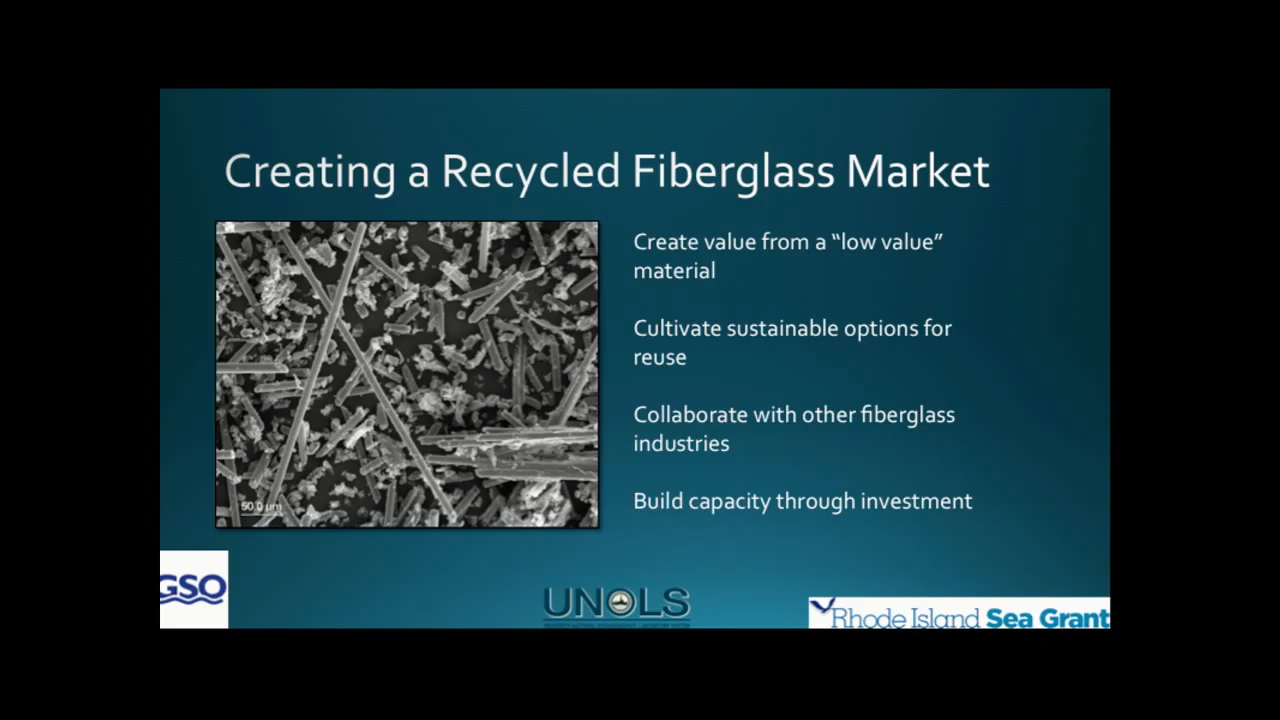 Creating a Recycled Fiberglass Market
Create value from a “low value”
material
Cultivate sustainable options for
reuse
Collaborate with other fiberglass
industries
Build capacity through investment
50.0 µm
GSO
UNOLS
Rhode Island Sea Grant